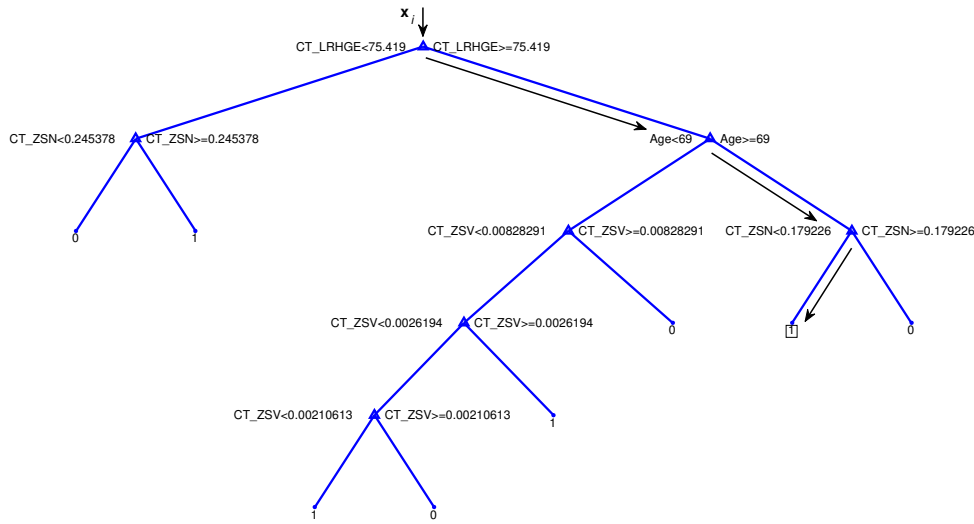 x i
CT_LRHGE<75.419 CT_LRHGE>=75.419
CT_ZSN<0.245378 CT_ZSN>=0.245378 Age<69 Age>=69
0 1 CT_ZSV<0.00828291 CT_ZSV>=0.00828291 CT_ZSN<0.179226 CT_ZSN>=0.179226
CT_ZSV<0.0026194 CT_ZSV>=0.0026194 0 1 0
CT_ZSV<0.00210613 CT_ZSV>=0.00210613 1
1 0